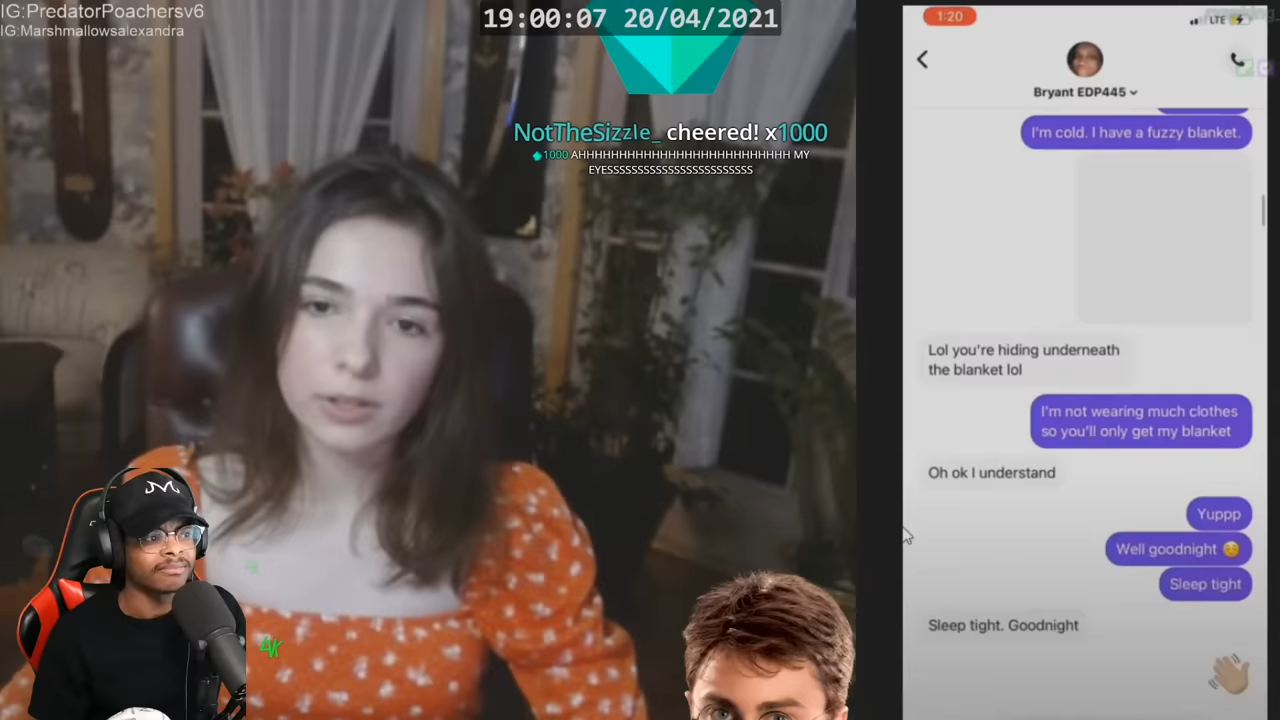 IG:PredatorPoachersv6
IG:Marshmallowsalexandra
19:00:07 20/04/2021
NotTheSizzle_ cheered! x1000
1000 AHHHHHHHHHHHHHHHHHHHHHHHHHHH MY
EYESSSSSSSSSSSSSSSSSSSSSSSS
1:20
LTE
Bryant EDP445
I'm cold. I have a fuzzy blanket.
Lol you're hiding underneath
the blanket lol
I'm not wearing much clothes
so you'll only get my blanket
Oh ok I understand
Yuppp
Well goodnight ☺️
Sleep tight
Sleep tight. Goodnight
👋🏽